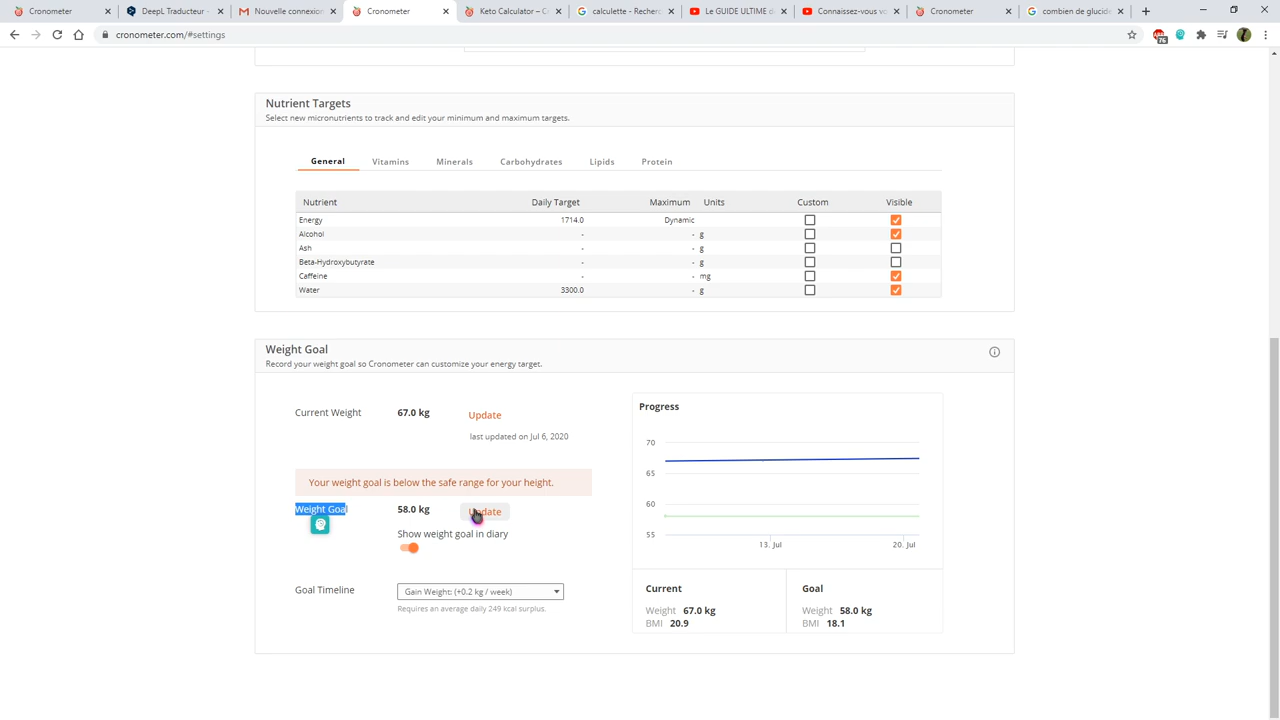 Cronometer
DeepL Traducteur –
Nouvelle connexion
Cronometer
Keto Calculator – C
calculette - Recher
Le GUIDE ULTIME d
Connaissez-vous vo
Cronometer
combien de glucide
cronometer.com/#settings
Nutrient Targets
Select new micronutrients to track and edit your minimum and maximum targets.
General Vitamins Minerals Carbohydrates Lipids Protein
Nutrient Daily Target Maximum Units Custom Visible
Energy 1714.0 Dynamic
Alcohol - - g
Ash - - g
Beta-Hydroxybutyrate - - g
Caffeine - - mg
Water 3300.0 - g
Weight Goal
Record your weight goal so Cronometer can customize your energy target.
Current Weight 67.0 kg Update
last updated on Jul 6, 2020
Your weight goal is below the safe range for your height.
Weight Goal 58.0 kg Update
Show weight goal in diary
Goal Timeline Gain Weight: (+0.2 kg / week)
Requires an average daily 249 kcal surplus.
Progress
70
65
60
55
13. Jul 20. Jul
Current
Weight 67.0 kg
BMI 20.9
Goal
Weight 58.0 kg
BMI 18.1